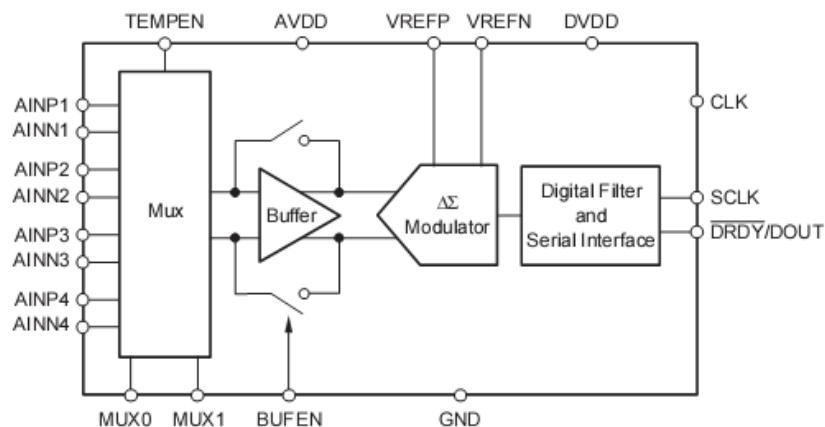 TEMPEN
AVDD
VREFP
VREFN
DVDD
AINP1
AINN1
AINP2
AINN2
AINP3
AINN3
AINP4
AINN4
Mux
Buffer
ΔΣ
Modulator
Digital Filter
and
Serial Interface
CLK
SCLK
DRDY/DOUT
MUX0
MUX1
BUFEN
GND